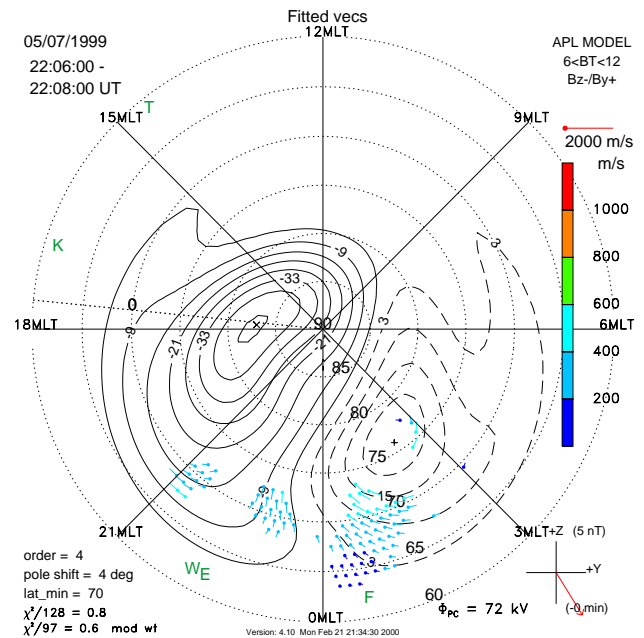 Fitted vecs
12MLT
05/07/1999
22:06:00 -
22:08:00 UT
APL MODEL
6<BT<12
Bz-/By+
T
15MLT
9MLT
2000 m/s
m/s
1000
800
600
400
200
K
-9
3
-33
0
-9
-21
-33
3
90
-21
18MLT
6MLT
85
80
75
-9
15
70
65
3
60
21MLT
3MLT
+Z
(5 nT)
+Y
(-0 min)
W
E
F
order = 4
pole shift = 4 deg
lat_min = 70
χ²/128 = 0.8
χ²/97 = 0.6 mod wt
0MLT
Φ_PC = 72 kV
Version: 4.10 Mon Feb 21 21:34:30 2000